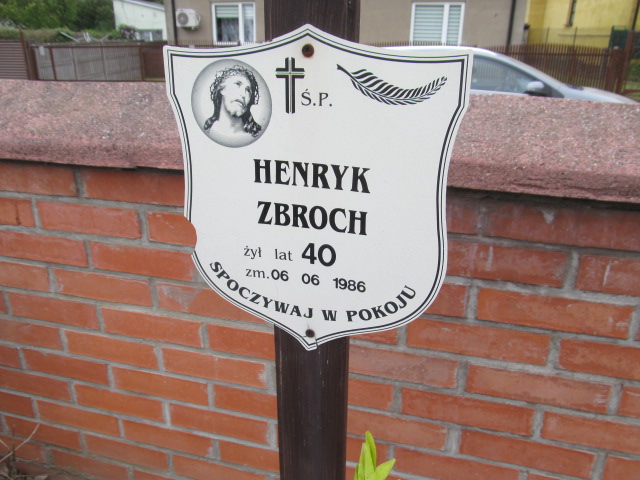 Ś.P.
HENRYK
ZBROCH
żył lat 40
zm. 06 06 1986
SPOCZYWAJ W POKOJU